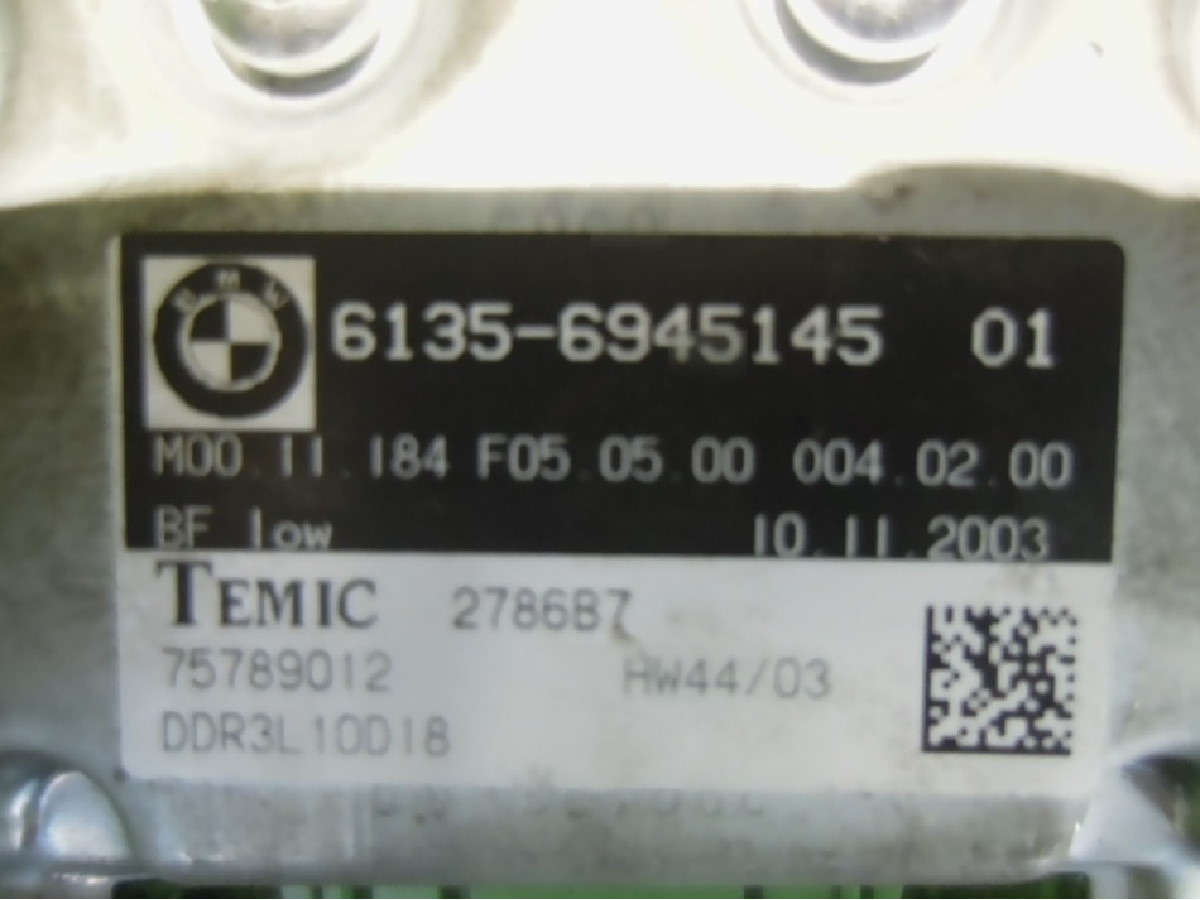 BMW
6135-6945145 01
M00.11.184 F05.05.00 004.02.00
BF low 10.11.2003
TEMIC 2786B7
75789012 HW44/03
DDR3L10D18